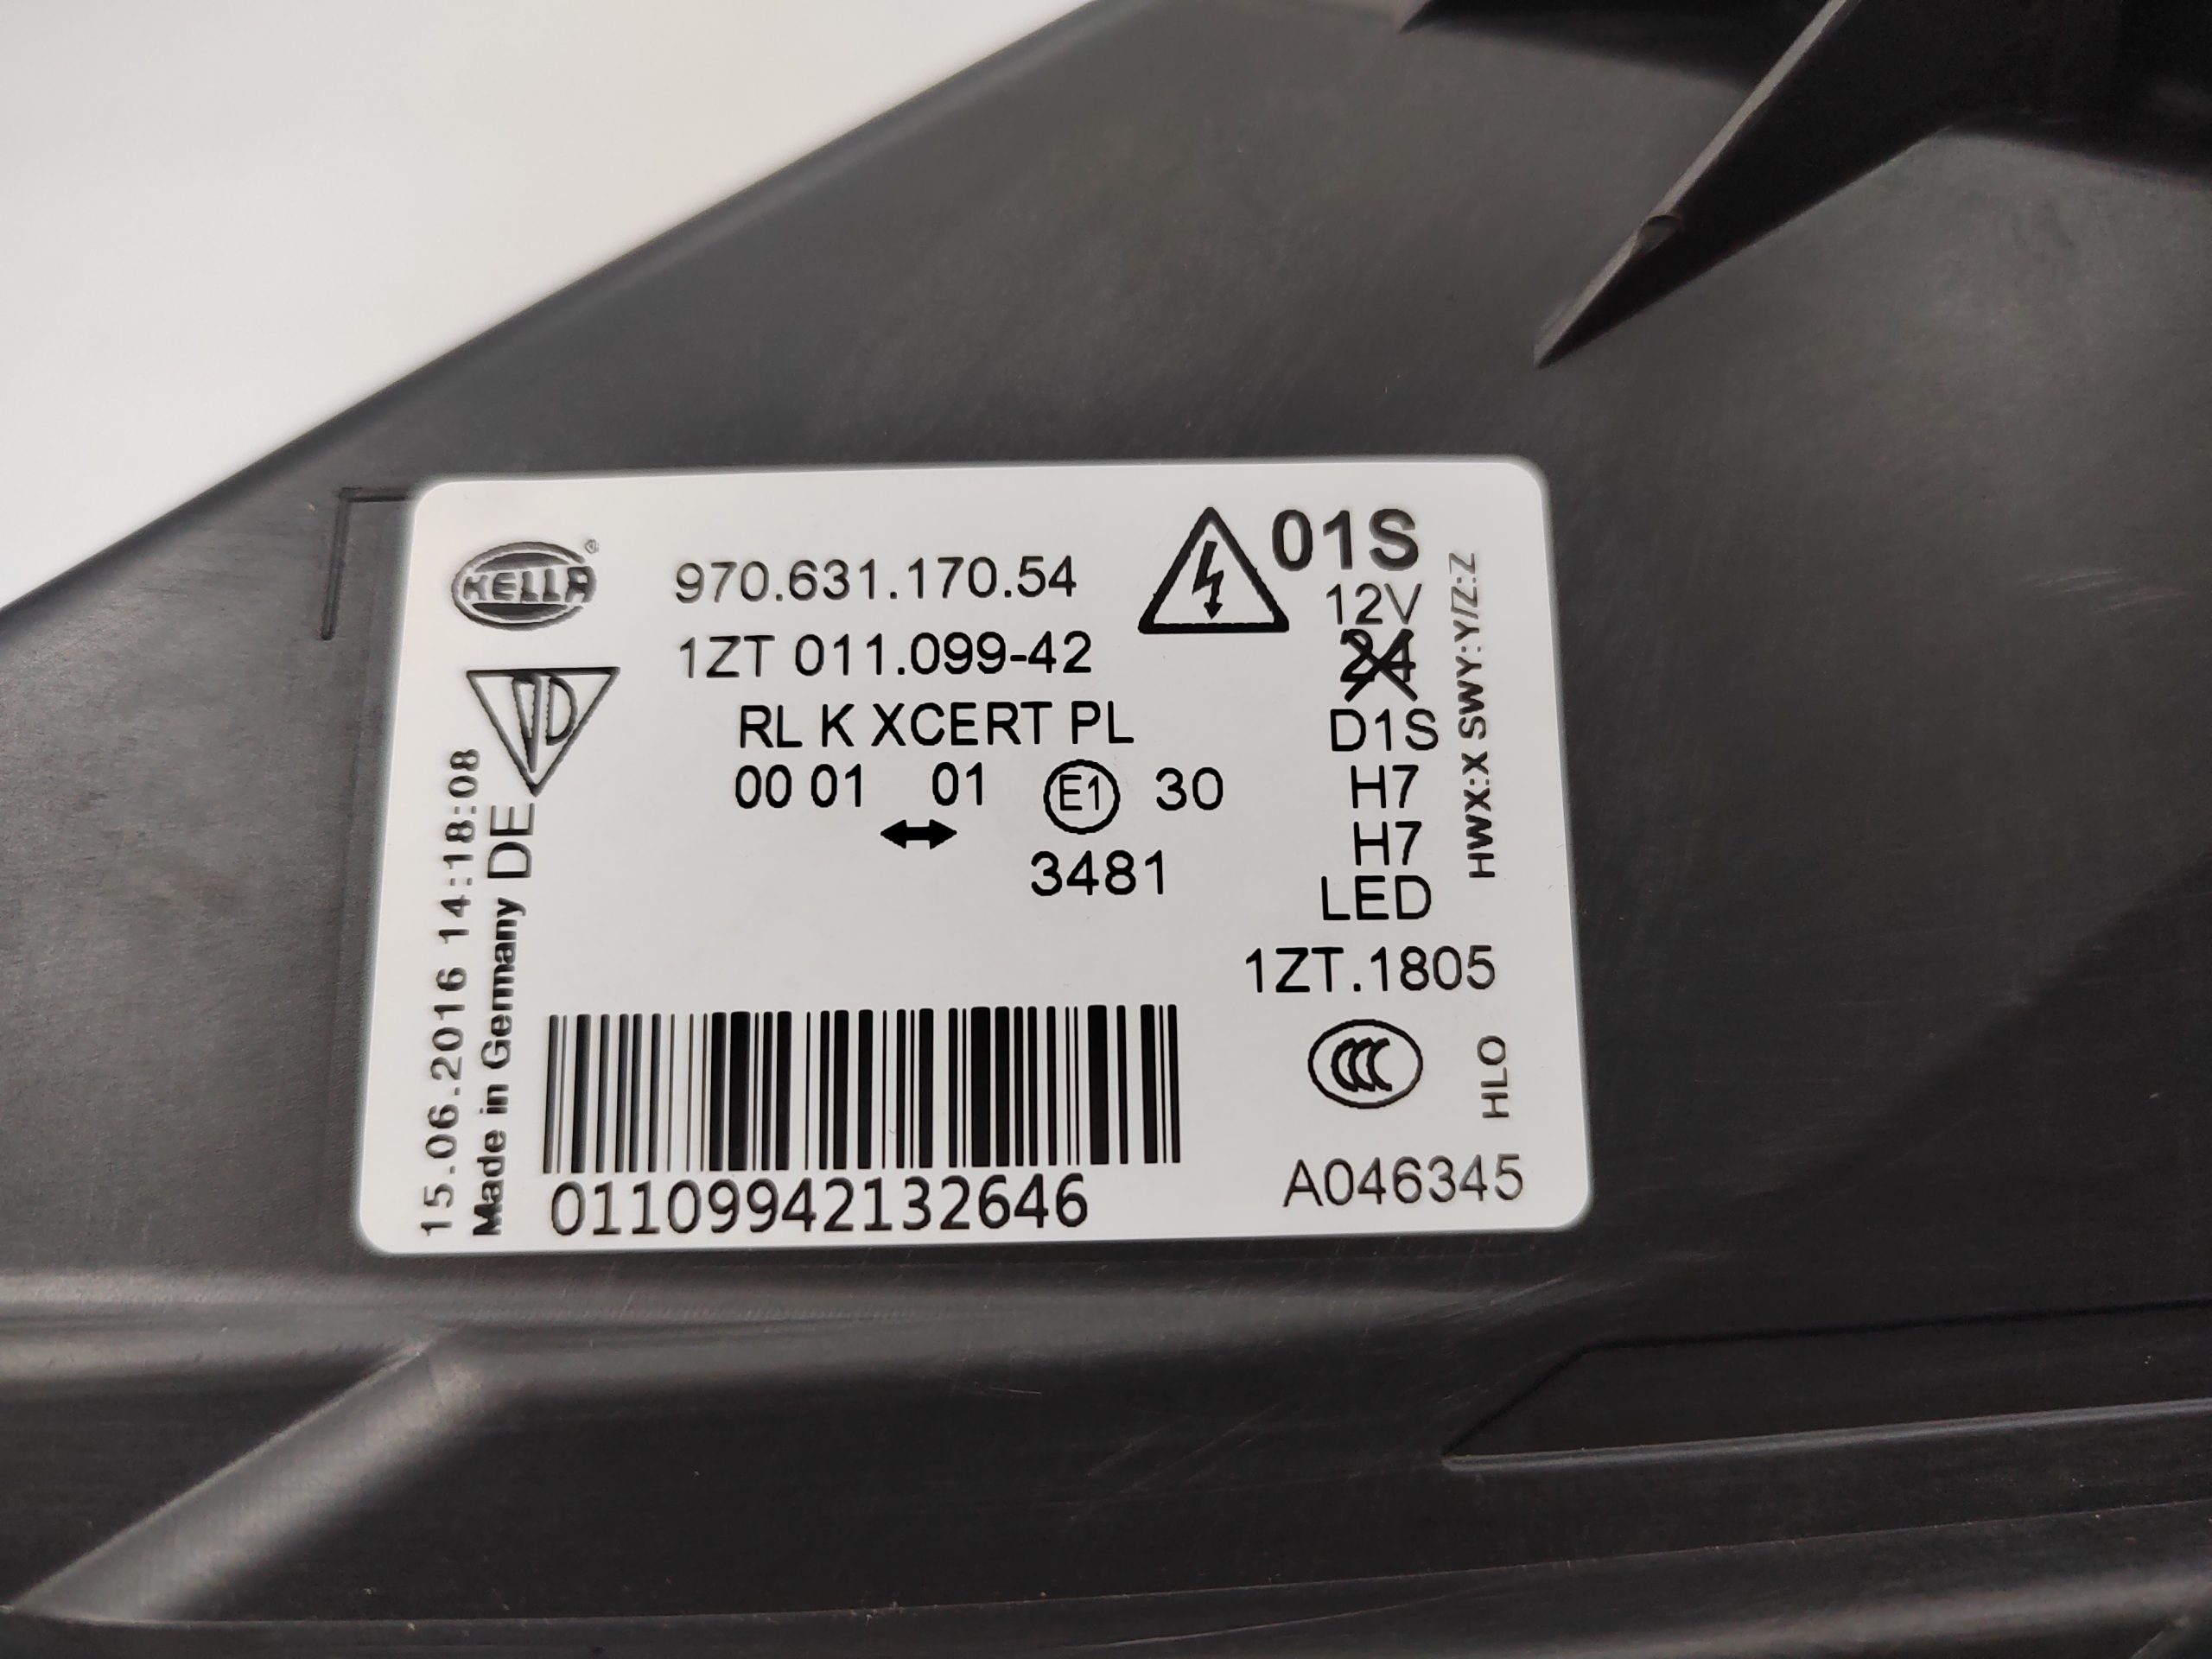 HELLA ®
970.631.170.54
1ZT 011.099-42
RL K XCERT PL
00 01 01 E1 30
3481
01S
12V
24
D1S
H7
H7
LED
1ZT.1805
HWX:X SWY:Y/Z:Z
HLO
A046345
15.06.2016 14:18:08
Made in Germany DE
01109942132646